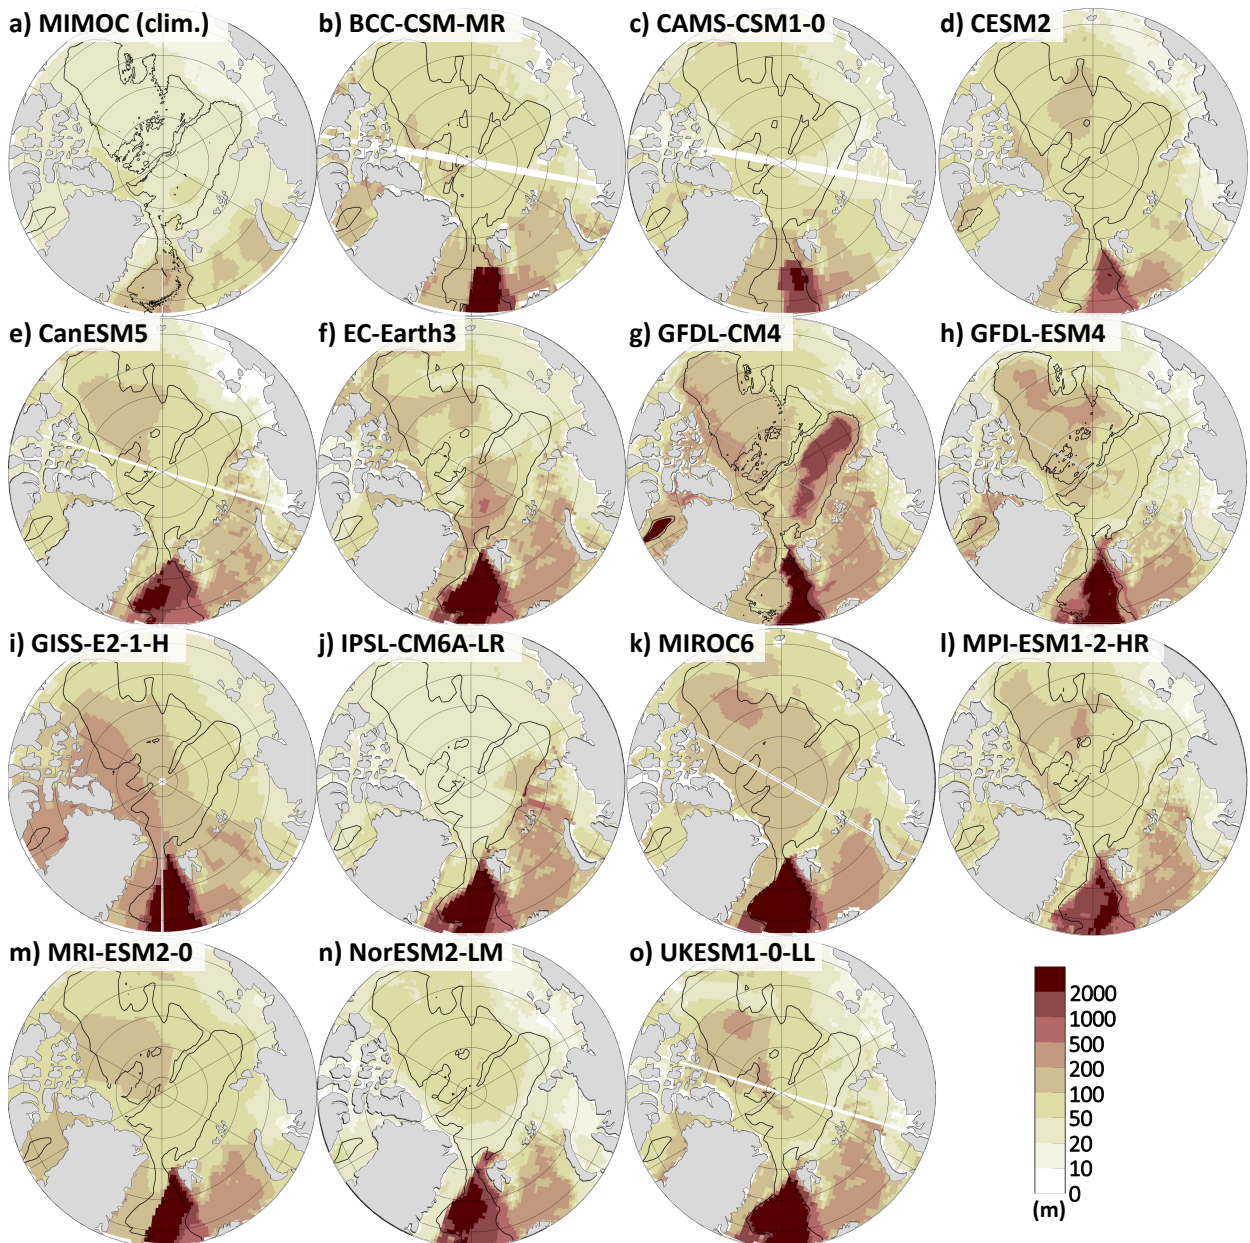 a) MIMOC (clim.)
b) BCC-CSM-MR
c) CAMS-CSM1-0
d) CESM2
e) CanESM5
f) EC-Earth3
g) GFDL-CM4
h) GFDL-ESM4
i) GISS-E2-1-H
j) IPSL-CM6A-LR
k) MIROC6
l) MPI-ESM1-2-HR
m) MRI-ESM2-0
n) NorESM2-LM
o) UKESM1-0-LL
2000
1000
500
200
100
50
20
10
0
(m)